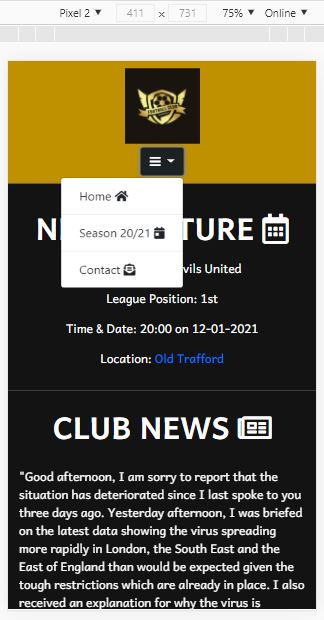 Pixel 2 ▼ 411 × 731 75% ▼ Online ▼
FOOTBALL CLUB
Home
Season 20/21
Contact
TURE
vils United
League Position: 1st
Time & Date: 20:00 on 12-01-2021
Location: Old Trafford
CLUB NEWS
"Good afternoon, I am sorry to report that the
situation has deteriorated since I last spoke to you
three days ago. Yesterday afternoon, I was briefed
on the latest data showing the virus spreading
more rapidly in London, the South East and the
East of England than would be expected given the
tough restrictions which are already in place. I also
received an explanation for why the virus is